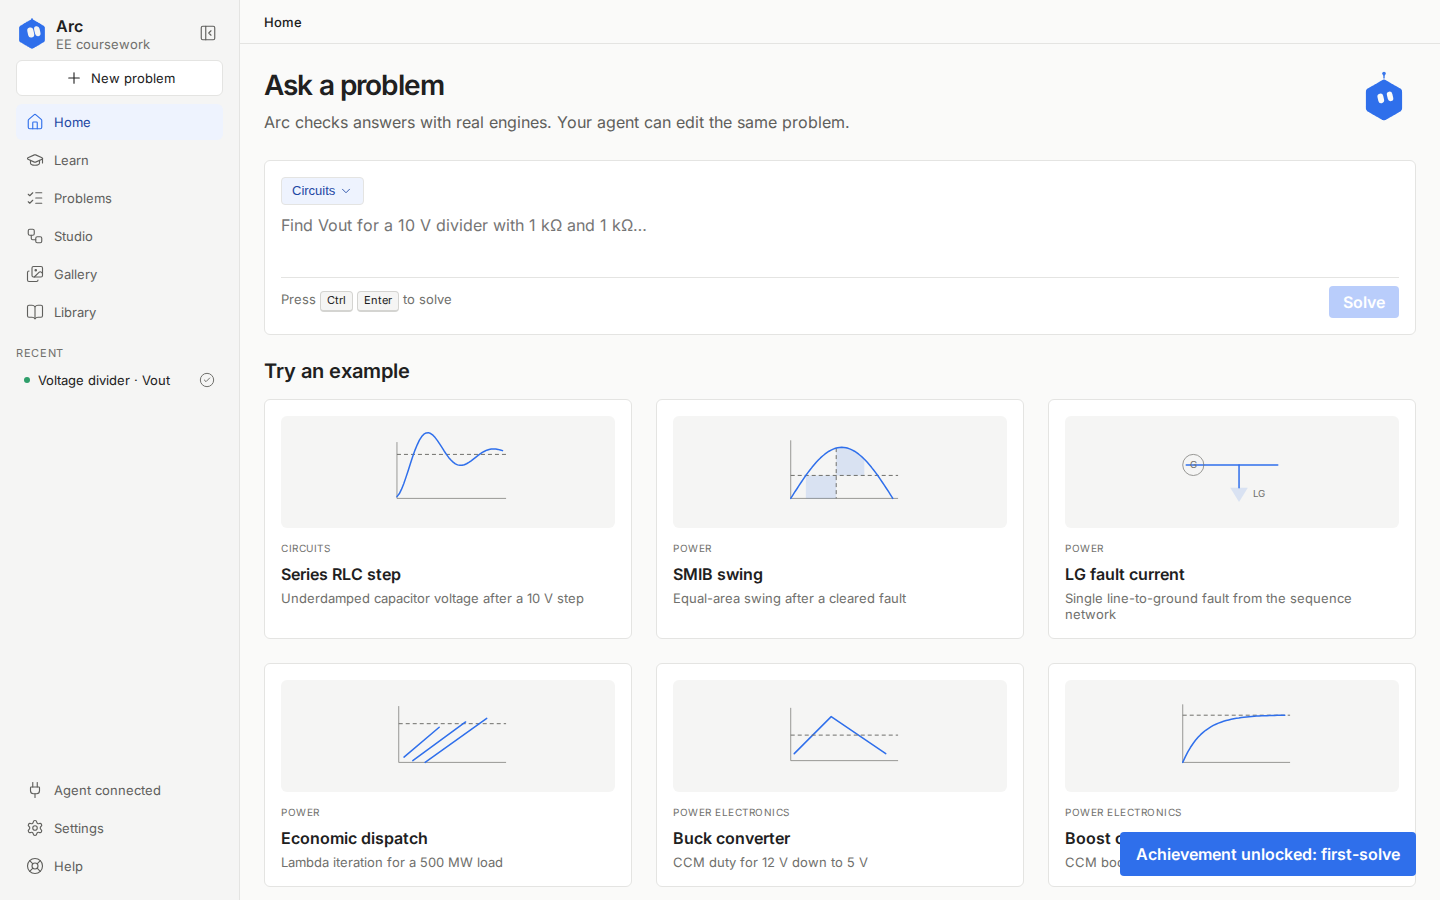 Arc
EE coursework
New problem
Home
Learn
Problems
Studio
Gallery
Library
RECENT
Voltage divider · Vout
Agent connected
Settings
Help
Home
Ask a problem
Arc checks answers with real engines. Your agent can edit the same problem.
Circuits
Find Vout for a 10 V divider with 1 kΩ and 1 kΩ...
Press Ctrl Enter to solve
Solve
Try an example
CIRCUITS
Series RLC step
Underdamped capacitor voltage after a 10 V step
POWER
SMIB swing
Equal-area swing after a cleared fault
G
LG
POWER
LG fault current
Single line-to-ground fault from the sequence
network
POWER
Economic dispatch
Lambda iteration for a 500 MW load
POWER ELECTRONICS
Buck converter
CCM duty for 12 V down to 5 V
POWER ELECTRONICS
Boost
CCM
Achievement unlocked: first-solve